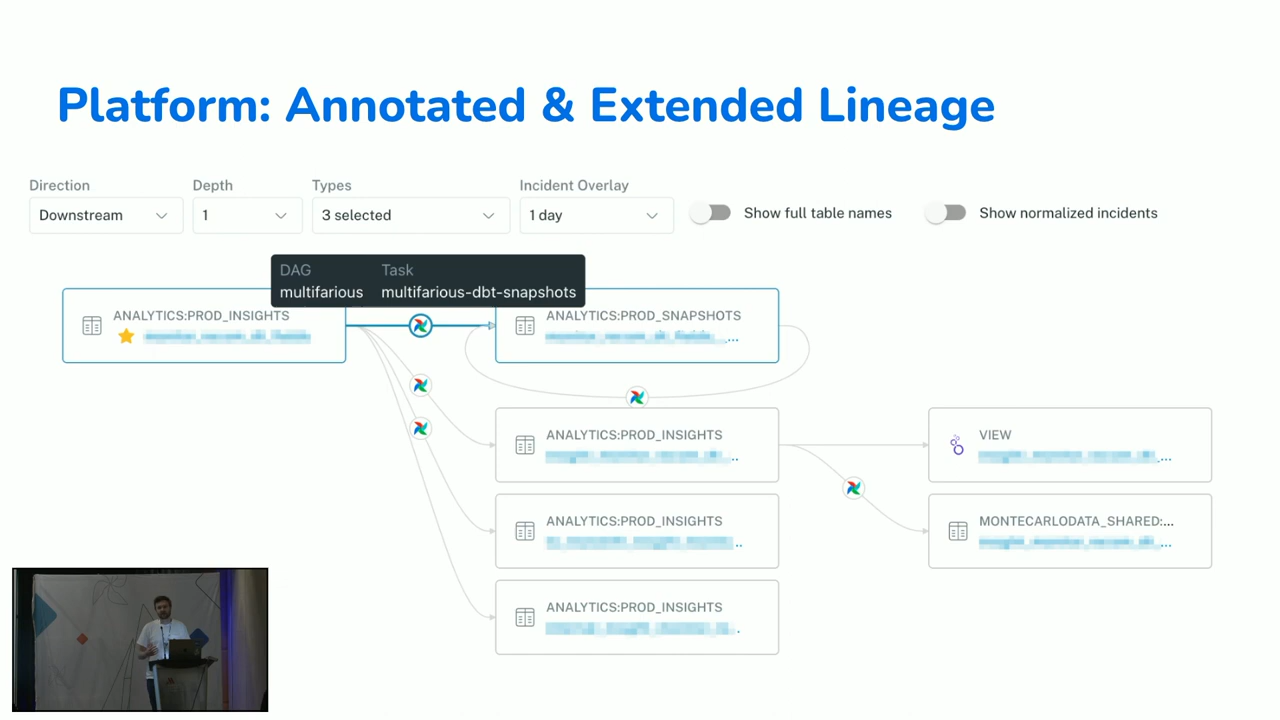 Platform: Annotated & Extended Lineage
Direction
Depth
Types
Incident Overlay
Downstream
1
3 selected
1 day
Show full table names
Show normalized incidents
DAG
Task
multifarious
multifarious-dbt-snapshots
ANALYTICS:PROD_INSIGHTS
ANALYTICS:PROD_SNAPSHOTS
ANALYTICS:PROD_INSIGHTS
VIEW
ANALYTICS:PROD_INSIGHTS
MONTECARLODATA_SHARED:...
ANALYTICS:PROD_INSIGHTS